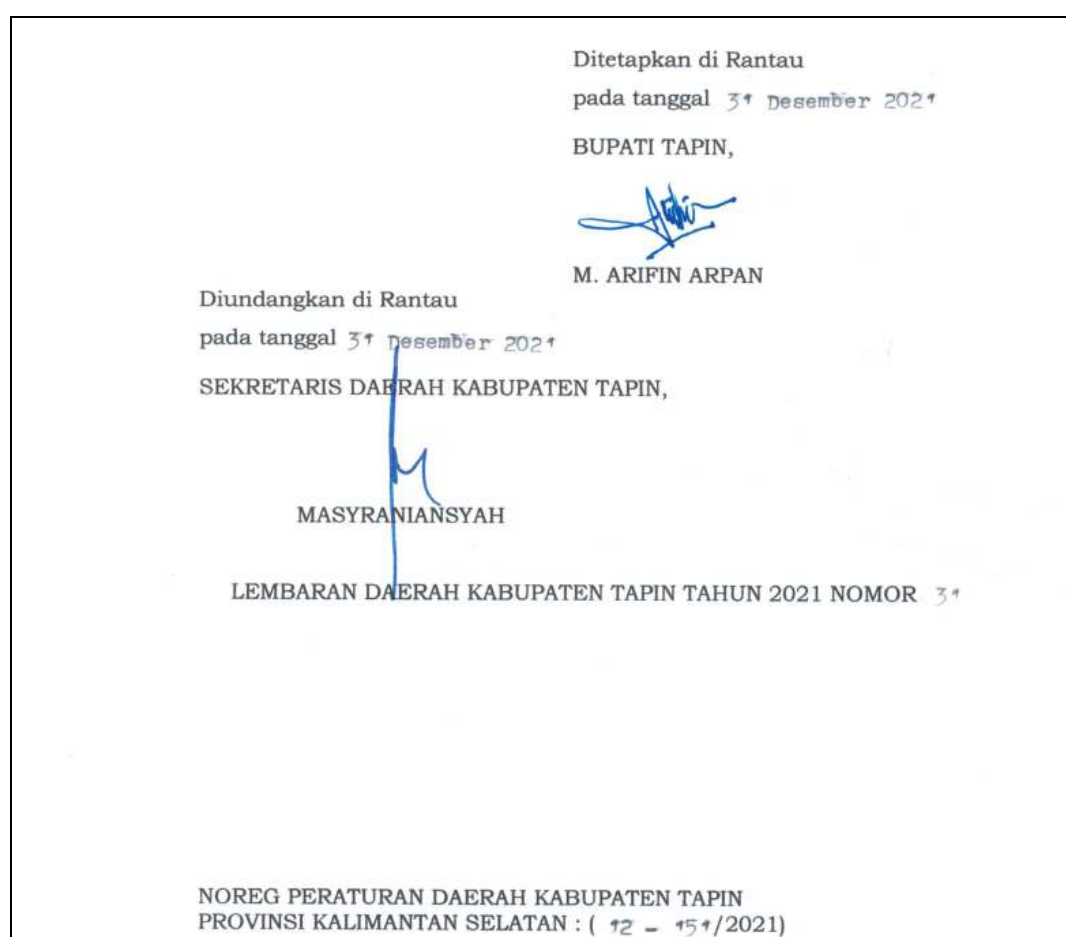 Ditetapkan di Rantau
pada tanggal 31 Desember 2021
BUPATI TAPIN,
M. ARIFIN ARPAN
Diundangkan di Rantau
pada tanggal 31 Desember 2021
SEKRETARIS DAERAH KABUPATEN TAPIN,
MASYRANIANSYAH
LEMBARAN DAERAH KABUPATEN TAPIN TAHUN 2021 NOMOR 31
NOREG PERATURAN DAERAH KABUPATEN TAPIN
PROVINSI KALIMANTAN SELATAN : ( 12 - 151/2021)